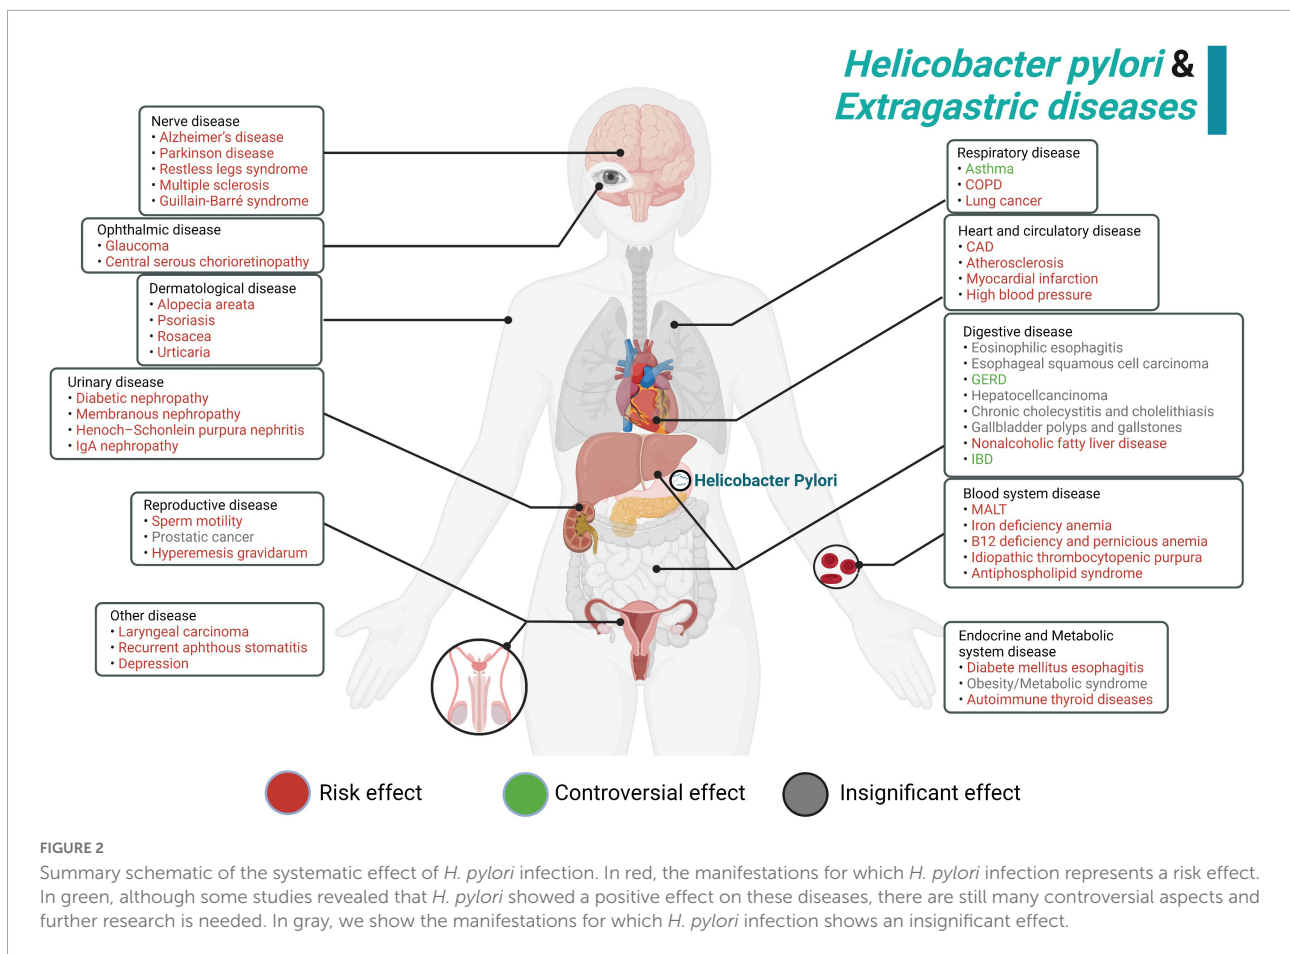 Helicobacter pylori &
Extragastric diseases
Nerve disease
• Alzheimer's disease
• Parkinson disease
• Restless legs syndrome
• Multiple sclerosis
• Guillain-Barré syndrome
Ophthalmic disease
• Glaucoma
• Central serous chorioretinopathy
Dermatological disease
• Alopecia areata
• Psoriasis
• Rosacea
• Urticaria
Urinary disease
• Diabetic nephropathy
• Membranous nephropathy
• Henoch–Schonlein purpura nephritis
• IgA nephropathy
Reproductive disease
• Sperm motility
• Prostatic cancer
• Hyperemesis gravidarum
Other disease
• Laryngeal carcinoma
• Recurrent aphthous stomatitis
• Depression
Respiratory disease
• Asthma
• COPD
• Lung cancer
Heart and circulatory disease
• CAD
• Atherosclerosis
• Myocardial infarction
• High blood pressure
Digestive disease
• Eosinophilic esophagitis
• Esophageal squamous cell carcinoma
• GERD
• Hepatocellcancinoma
• Chronic cholecystitis and cholelithiasis
• Gallbladder polyps and gallstones
• Nonalcoholic fatty liver disease
• IBD
Helicobacter Pylori
Blood system disease
• MALT
• Iron deficiency anemia
• B12 deficiency and pernicious anemia
• Idiopathic thrombocytopenic purpura
• Antiphospholipid syndrome
Endocrine and Metabolic
system disease
• Diabete mellitus esophagitis
• Obesity/Metabolic syndrome
• Autoimmune thyroid diseases
Risk effect
Controversial effect
Insignificant effect
FIGURE 2
Summary schematic of the systematic effect of H. pylori infection. In red, the manifestations for which H. pylori infection represents a risk effect.
In green, although some studies revealed that H. pylori showed a positive effect on these diseases, there are still many controversial aspects and
further research is needed. In gray, we show the manifestations for which H. pylori infection shows an insignificant effect.